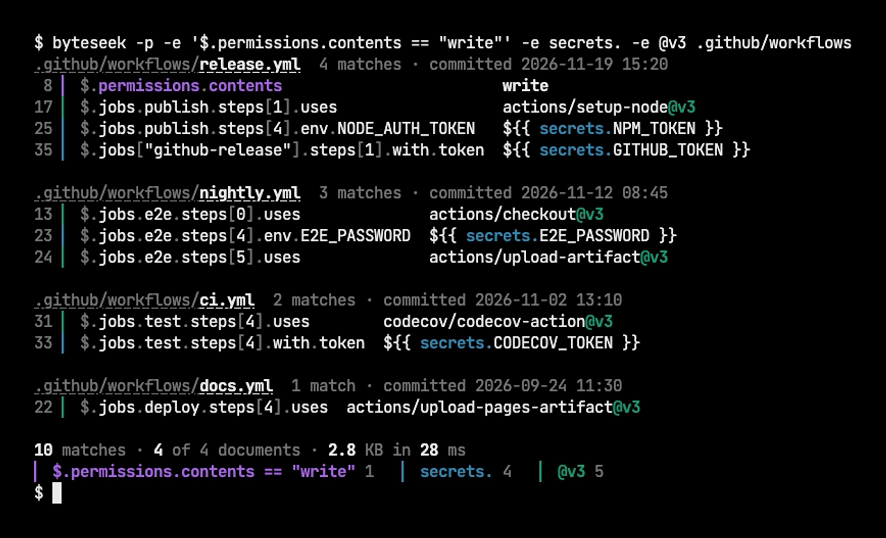 $ byteseek -p -e '$.permissions.contents == "write"' -e secrets. -e @v3 .github/workflows
.github/workflows/release.yml  4 matches · committed 2026-11-19 15:20
 8 │ $.permissions.contents                        write
17 │ $.jobs.publish.steps[1].uses                  actions/setup-node@v3
25 │ $.jobs.publish.steps[4].env.NODE_AUTH_TOKEN   ${{ secrets.NPM_TOKEN }}
35 │ $.jobs["github-release"].steps[1].with.token  ${{ secrets.GITHUB_TOKEN }}
.github/workflows/nightly.yml  3 matches · committed 2026-11-12 08:45
13 │ $.jobs.e2e.steps[0].uses              actions/checkout@v3
23 │ $.jobs.e2e.steps[4].env.E2E_PASSWORD  ${{ secrets.E2E_PASSWORD }}
24 │ $.jobs.e2e.steps[5].uses              actions/upload-artifact@v3
.github/workflows/ci.yml  2 matches · committed 2026-11-02 13:10
31 │ $.jobs.test.steps[4].uses        codecov/codecov-action@v3
33 │ $.jobs.test.steps[4].with.token  ${{ secrets.CODECOV_TOKEN }}
.github/workflows/docs.yml  1 match · committed 2026-09-24 11:30
22 │ $.jobs.deploy.steps[4].uses  actions/upload-pages-artifact@v3
10 matches · 4 of 4 documents · 2.8 KB in 28 ms
│ $.permissions.contents == "write" 1  │ secrets. 4  │ @v3 5
$